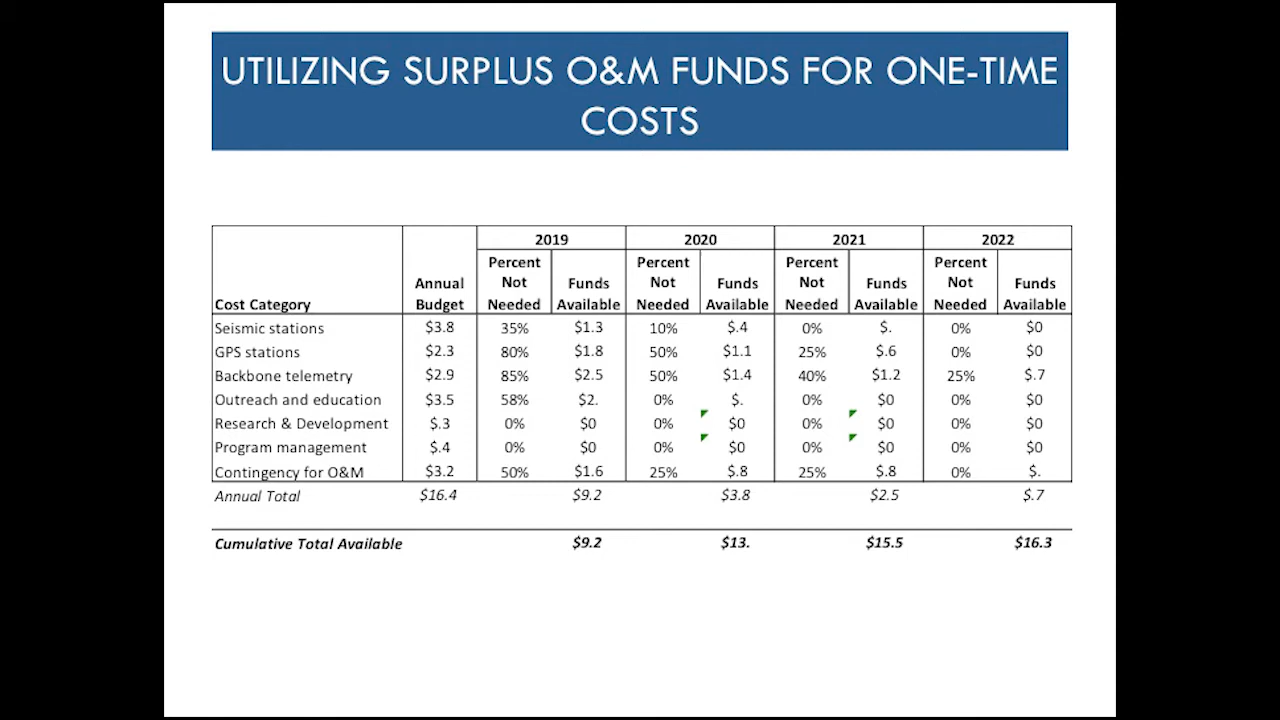 UTILIZING SURPLUS O&M FUNDS FOR ONE-TIME
COSTS
2019 2020 2021 2022
Percent Percent Percent Percent
Annual Not Funds Not Funds Not Funds Not Funds
Cost Category Budget Needed Available Needed Available Needed Available Needed Available
Seismic stations $3.8 35% $1.3 10% $.4 0% $. 0% $0
GPS stations $2.3 80% $1.8 50% $1.1 25% $.6 0% $0
Backbone telemetry $2.9 85% $2.5 50% $1.4 40% $1.2 25% $.7
Outreach and education $3.5 58% $2. 0% $. 0% $0 0% $0
Research & Development $.3 0% $0 0% $0 0% $0 0% $0
Program management $.4 0% $0 0% $0 0% $0 0% $0
Contingency for O&M $3.2 50% $1.6 25% $.8 25% $.8 0% $.
Annual Total $16.4 $9.2 $3.8 $2.5 $.7
Cumulative Total Available $9.2 $13. $15.5 $16.3